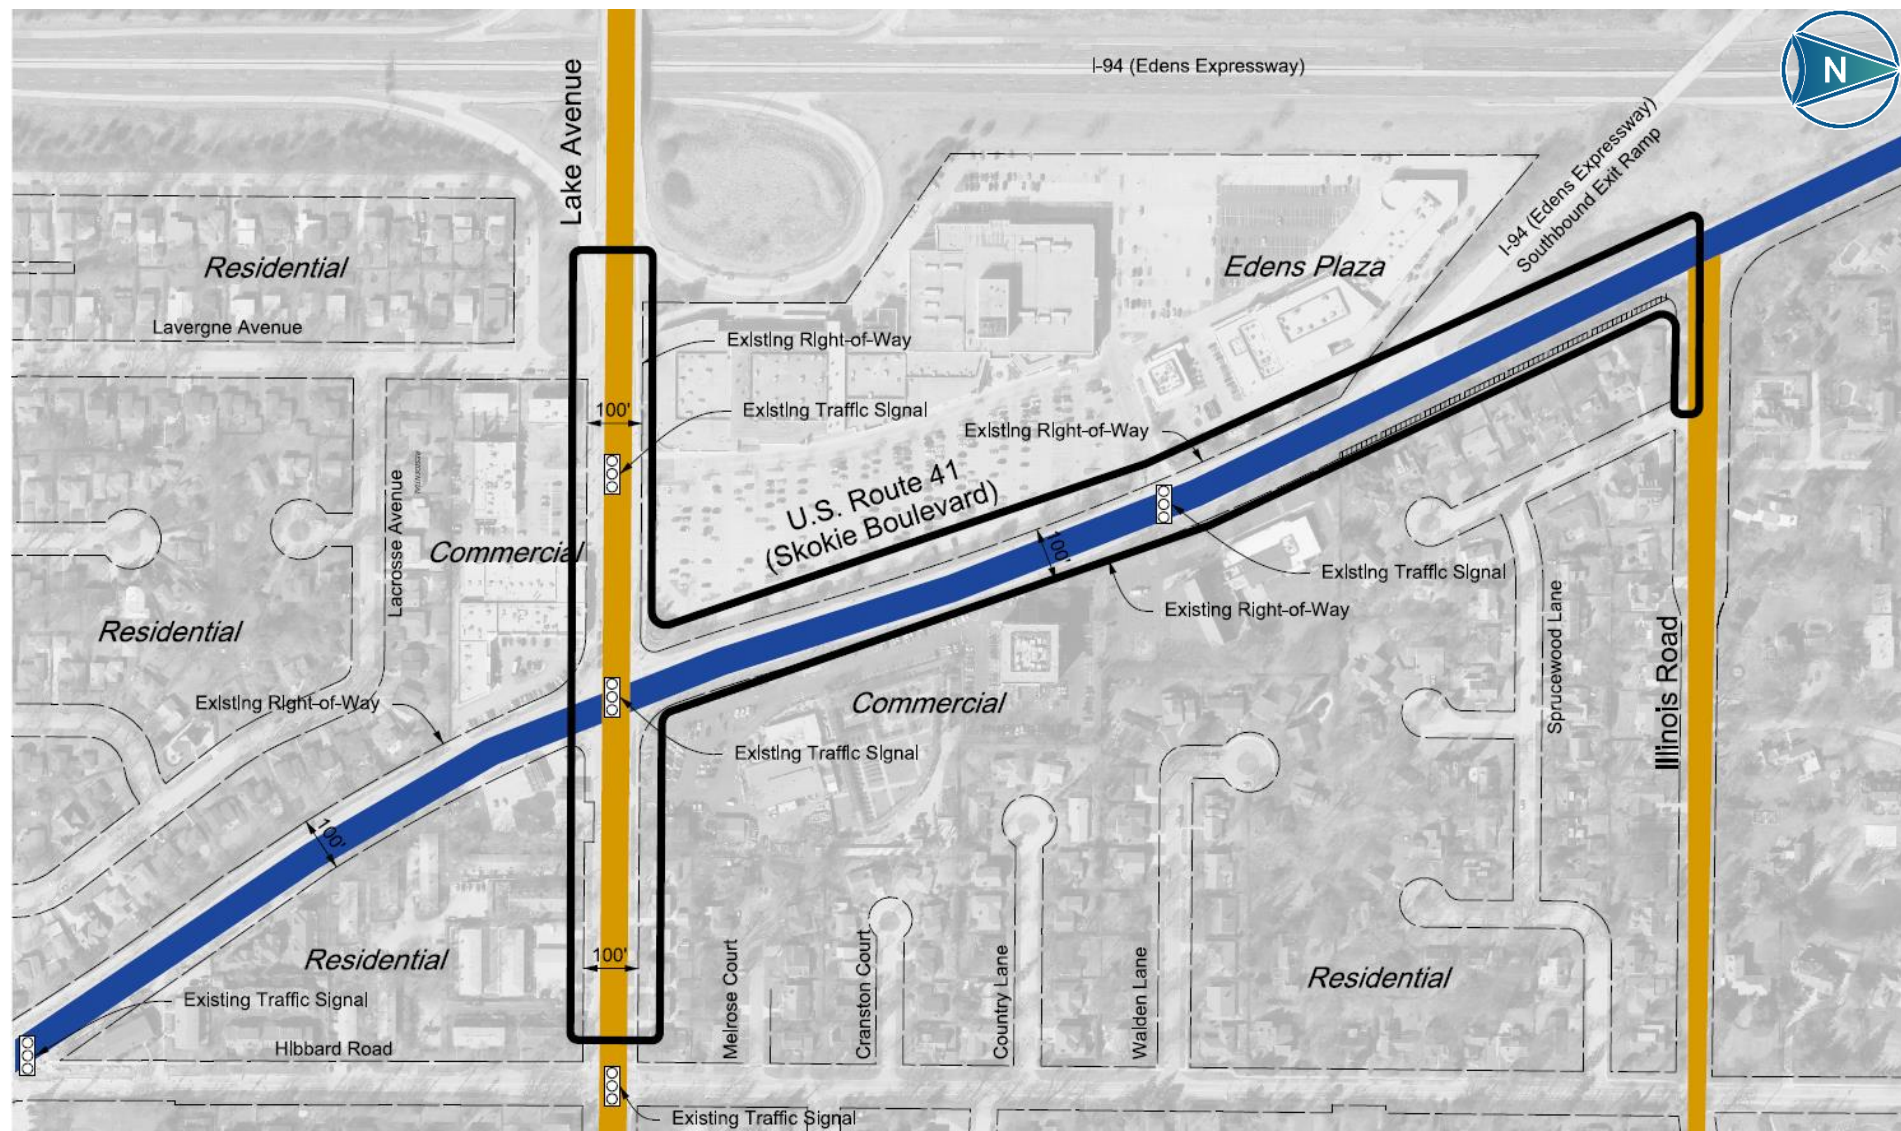 I-94 (Edens Expressway)
N
Lake Avenue
I-94 (Edens Expressway)
Southbound Exit Ramp
Residential
Edens Plaza
Lavergne Avenue
Existing Right-of-Way
100'
Existing Traffic Signal
Existing Right-of-Way
U.S. Route 41
(Skokie Boulevard)
Lacrosse Avenue
Commercial
100'
Existing Traffic Signal
Existing Right-of-Way
Residential
Sprucewood Lane
Illinois Road
Existing Right-of-Way
Commercial
Existing Traffic Signal
100'
Residential
100'
Existing Traffic Signal
Melrose Court
Cranston Court
Country Lane
Walden Lane
Residential
Hibbard Road
Existing Traffic Signal